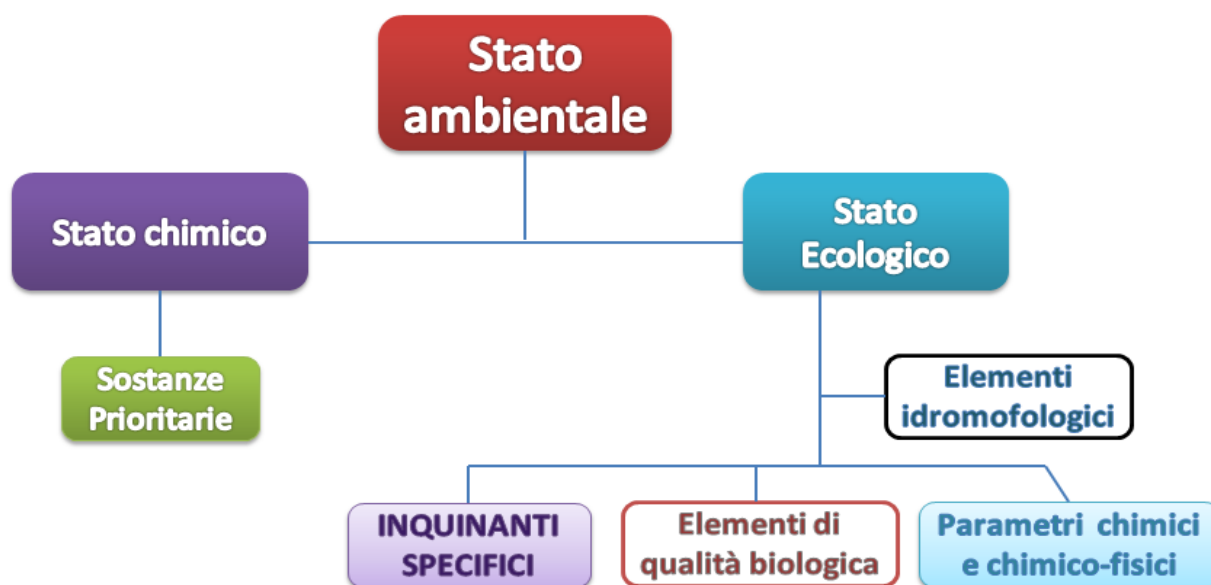 Stato
ambientale
Stato chimico
Stato
Ecologico
Sostanze
Prioritarie
Elementi
idromofologici
INQUINANTI
SPECIFICI
Elementi di
qualità biologica
Parametri chimici
e chimico-fisici